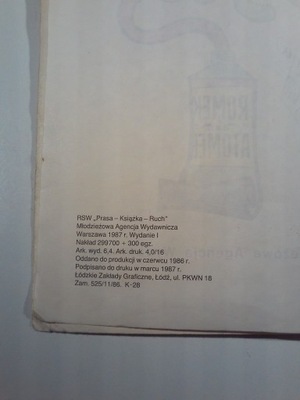 RSW „Prasa – Książka – Ruch"
Młodzieżowa Agencja Wydawnicza
Warszawa 1987 r. Wydanie I
Nakład 299700 + 300 egz.
Ark. wyd. 6,4. Ark. druk. 4,0/16
Oddano do produkcji w czerwcu 1986 r.
Podpisano do druku w marcu 1987 r.
Łódzkie Zakłady Graficzne, Łódź, ul. PKWN 18
Zam. 525/11/86. K-28